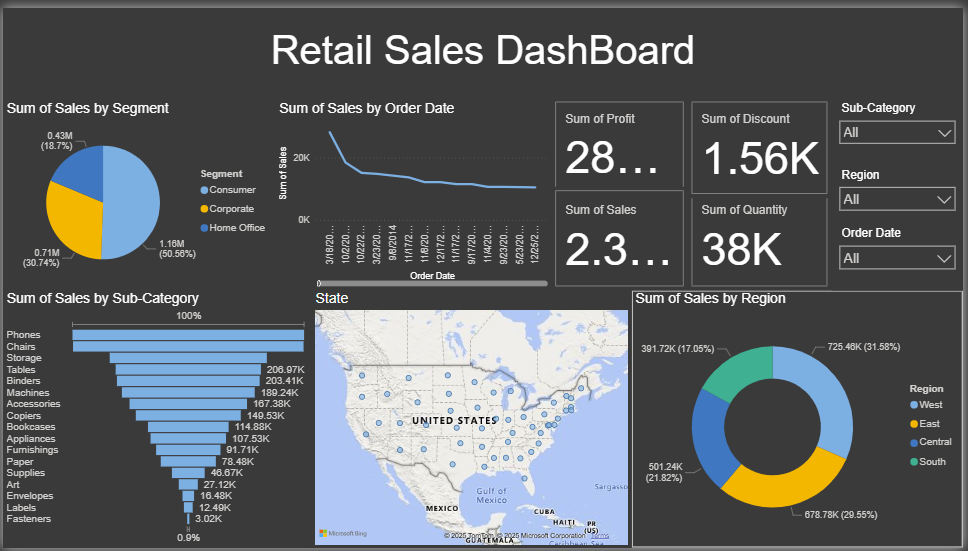 Retail Sales DashBoard
Sum of Sales by Segment
0.43M
(18.7%)
0.71M
(30.74%)
1.16M
(50.56%)
Segment
Consumer
Corporate
Home Office
Sum of Sales by Order Date
Sum of Sales
20K
0K
3/18/20...
10/2/20...
10/22/2...
3/23/20...
9/8/2014
11/17/2...
11/8/20...
12/17/2...
11/17/2...
9/17/20...
11/4/20...
9/23/20...
5/23/20...
12/25/2...
Order Date
Sum of Profit
28...
Sum of Discount
1.56K
Sum of Sales
2.3...
Sum of Quantity
38K
Sub-Category
All
Region
All
Order Date
All
Sum of Sales by Sub-Category
100%
Phones
Chairs
Storage
Tables 206.97K
Binders 203.41K
Machines 189.24K
Accessories 167.38K
Copiers 149.53K
Bookcases 114.88K
Appliances 107.53K
Furnishings 91.71K
Paper 78.48K
Supplies 46.67K
Art 27.12K
Envelopes 16.48K
Labels 12.49K
Fasteners 3.02K
0.9%
State
UNITED STATES
Gulf of
Mexico
Sargasso
MEXICO
CUBA
HAITI
PR
(US)
GUATEMALA
Caribbean Sea
Microsoft Bing
© 2025 TomTom, © 2025 Microsoft Corporation Terms
Sum of Sales by Region
391.72K (17.05%)
725.46K (31.58%)
501.24K
(21.82%)
678.78K (29.55%)
Region
West
East
Central
South